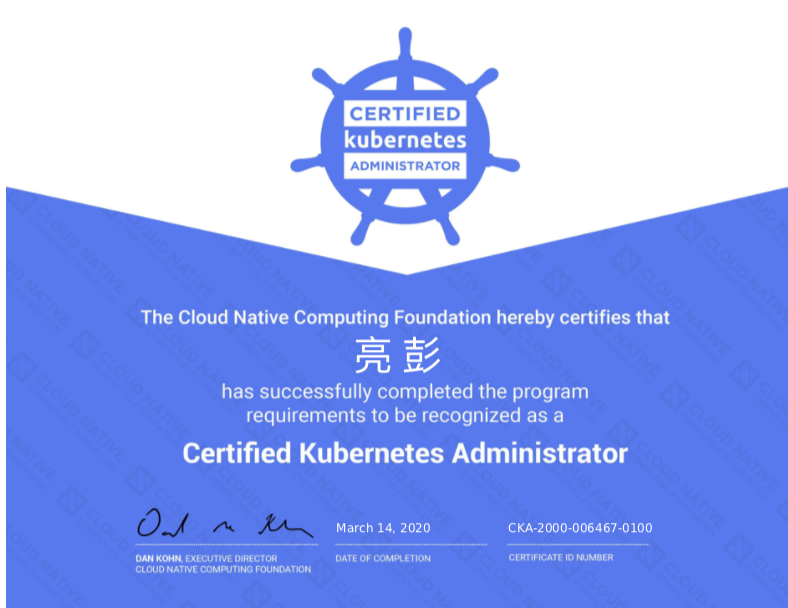 CERTIFIED
kubernetes
ADMINISTRATOR
The Cloud Native Computing Foundation hereby certifies that
亮 彭
has successfully completed the program
requirements to be recognized as a
Certified Kubernetes Administrator
March 14, 2020
CKA-2000-006467-0100
DAN KOHN, EXECUTIVE DIRECTOR
CLOUD NATIVE COMPUTING FOUNDATION
DATE OF COMPLETION
CERTIFICATE ID NUMBER